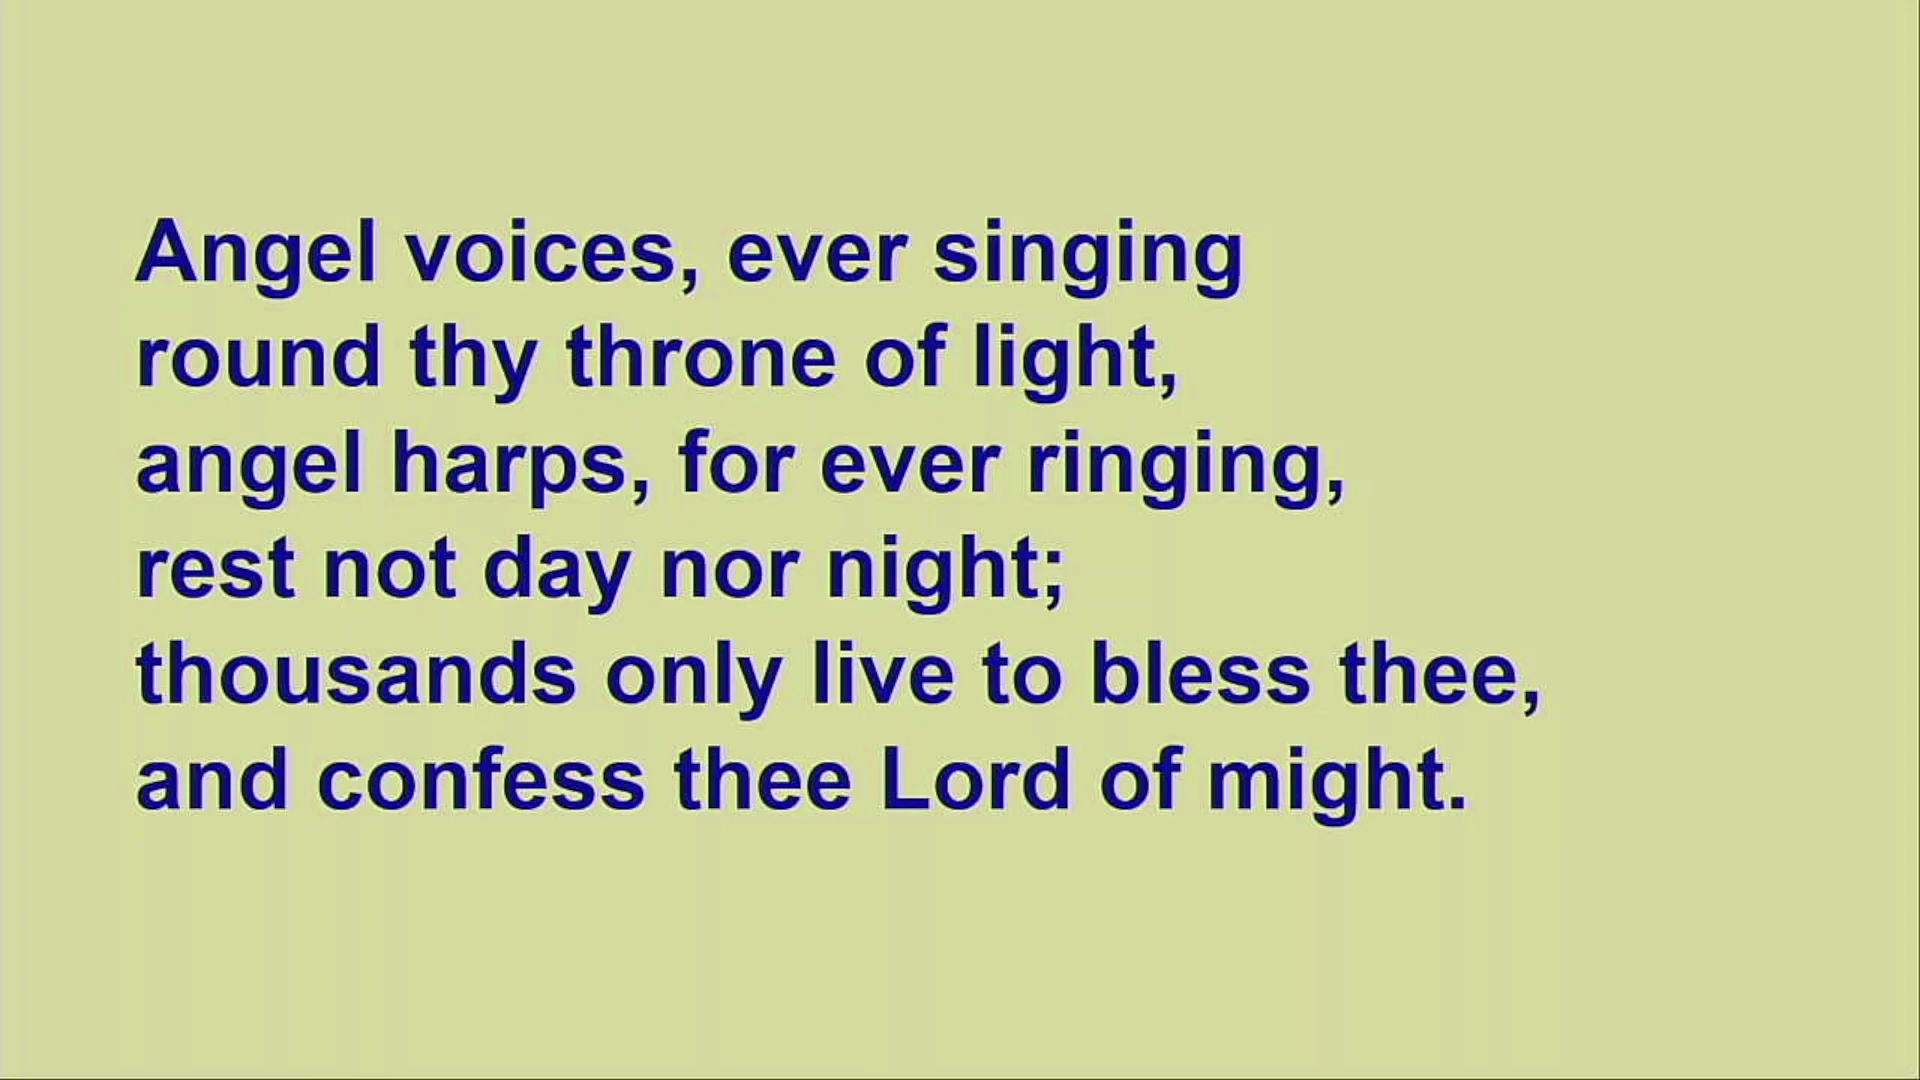 Angel voices, ever singing
round thy throne of light,
angel harps, for ever ringing,
rest not day nor night;
thousands only live to bless thee,
and confess thee Lord of might.